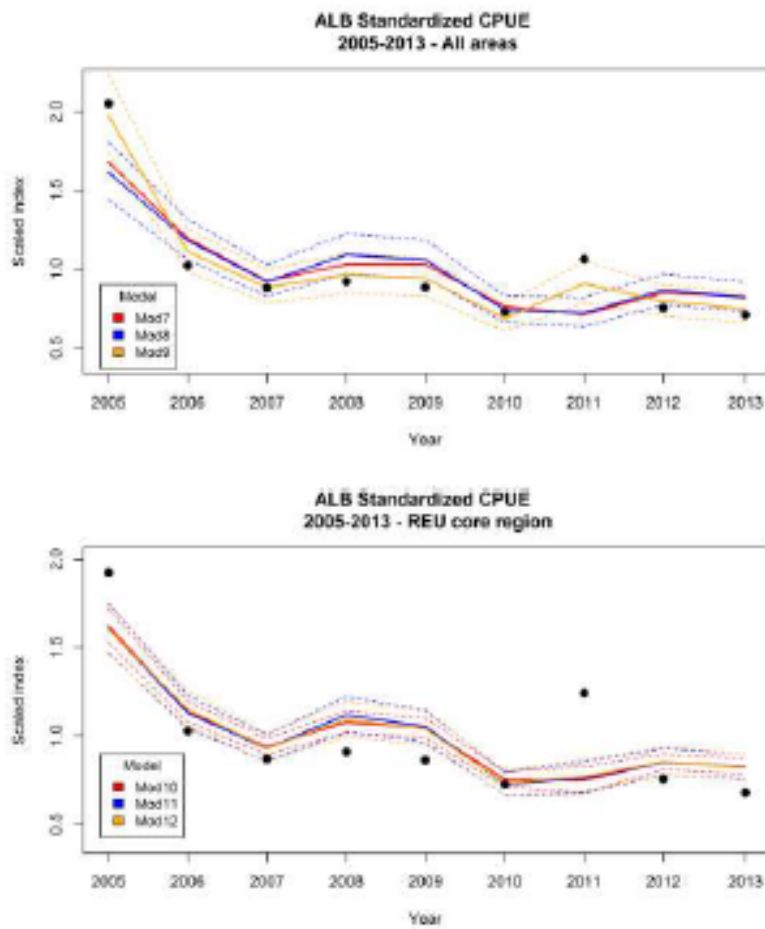 ALB Standardized CPUE
2005-2013 - All areas
Scaled index
2.0
1.5
1.0
0.5
Model
Mod7
Mod8
Mod9
2005 2006 2007 2008 2009 2010 2011 2012 2013
Year
ALB Standardized CPUE
2005-2013 - REU core region
Scaled index
2.0
1.5
1.0
0.5
Model
Mod10
Mod11
Mod12
2005 2006 2007 2008 2009 2010 2011 2012 2013
Year